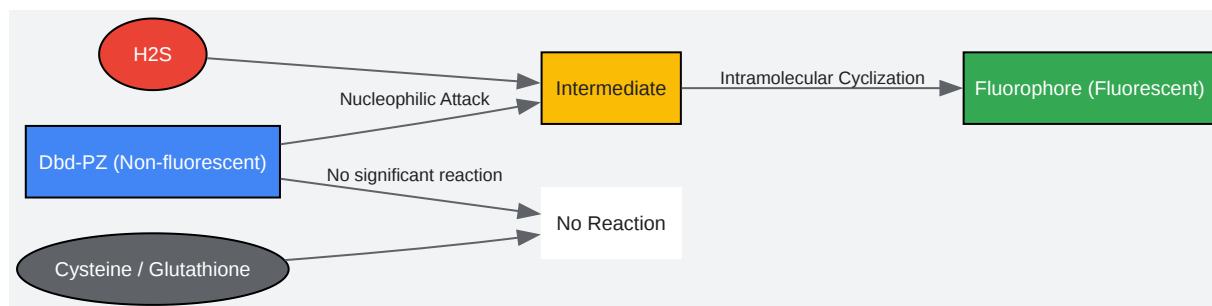 H2S
Dbd-PZ (Non-fluorescent)
Cysteine / Glutathione
Nucleophilic Attack
No significant reaction
Intermediate
No Reaction
Intramolecular Cyclization
Fluorophore (Fluorescent)